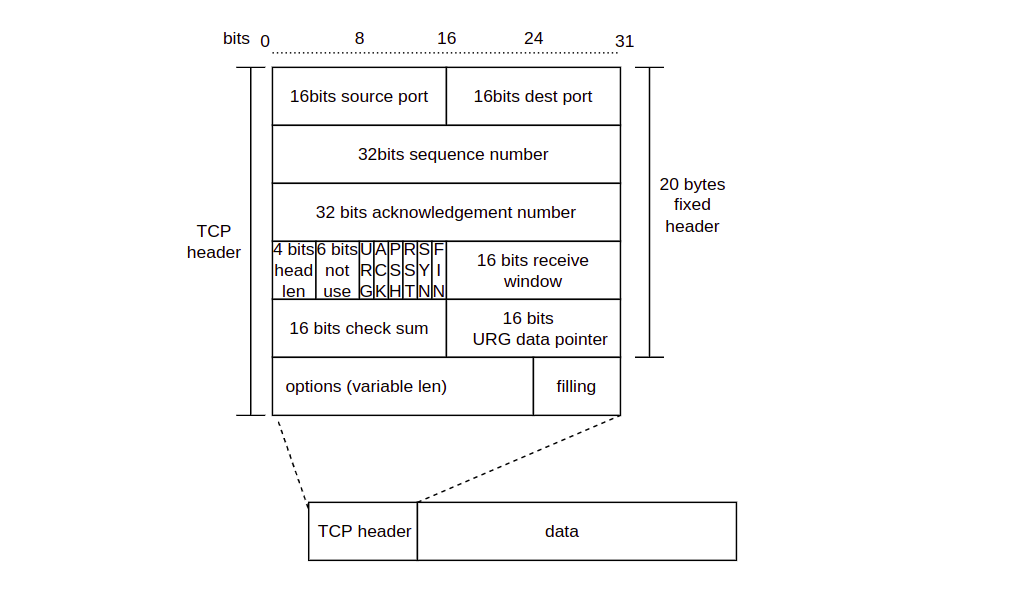 bits 0 8 16 24 31
16bits source port 16bits dest port
32bits sequence number
20 bytes
fixed
header
32 bits acknowledgement number
TCP
header
4 bits
head
len
6 bits
not
use
URG
ACK
PSH
RST
SYN
FIN
16 bits receive
window
16 bits check sum
16 bits
URG data pointer
options (variable len) filling
TCP header data